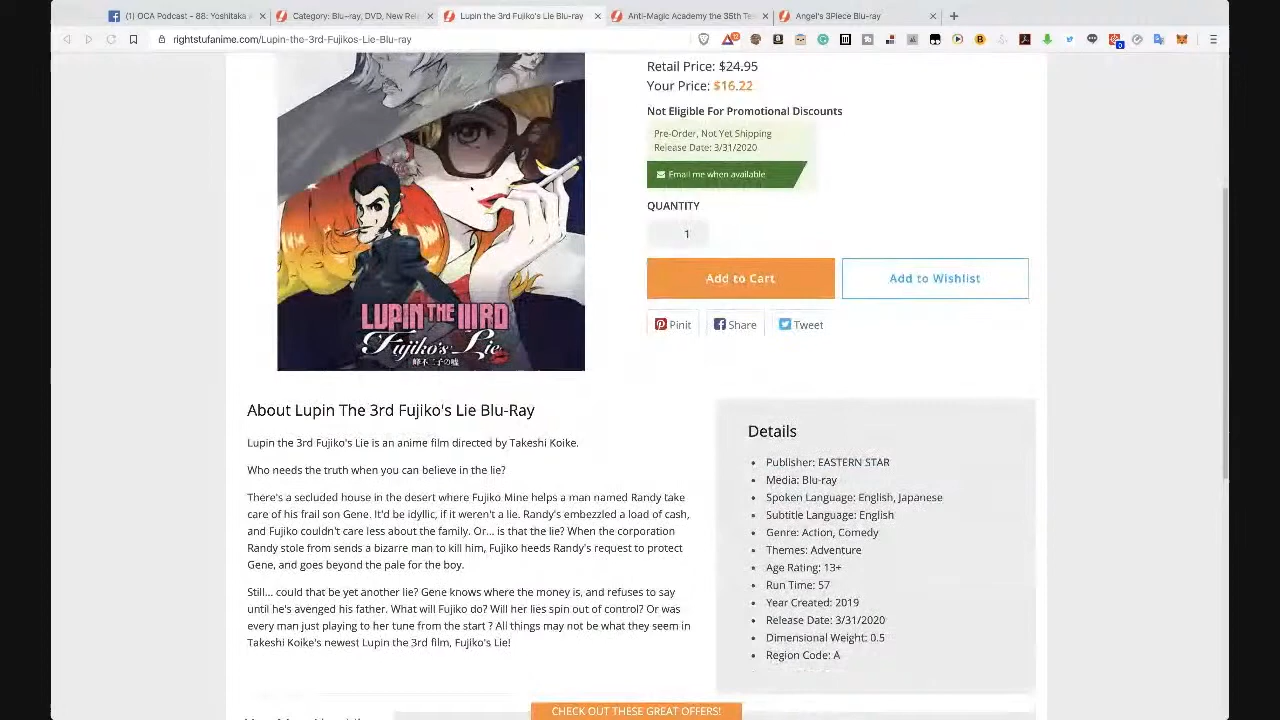 (1) OCA Podcast - 88: Yoshitaka
Category: Blu-ray, DVD, New Re
Lupin the 3rd Fujiko's Lie Blu-ray
Anti-Magic Academy the 35th Te
Angel's 3Piece Blu-ray
rightstufanime.com/Lupin-the-3rd-Fujikos-Lie-Blu-ray
Retail Price: $24.95
Your Price: $16.22
Not Eligible For Promotional Discounts
Pre-Order, Not Yet Shipping
Release Date: 3/31/2020
Email me when available
QUANTITY
1
Add to Cart
Add to Wishlist
Pinit
Share
Tweet
LUPIN THE IIIRD
Fujiko's Lie
峰不二子の嘘
About Lupin The 3rd Fujiko's Lie Blu-Ray
Lupin the 3rd Fujiko's Lie is an anime film directed by Takeshi Koike.
Who needs the truth when you can believe in the lie?
There's a secluded house in the desert where Fujiko Mine helps a man named Randy take
care of his frail son Gene. It'd be idyllic, if it weren't a lie. Randy's embezzled a load of cash,
and Fujiko couldn't care less about the family. Or... is that the lie? When the corporation
Randy stole from sends a bizarre man to kill him, Fujiko heeds Randy's request to protect
Gene, and goes beyond the pale for the boy.
Still... could that be yet another lie? Gene knows where the money is, and refuses to say
until he's avenged his father. What will Fujiko do? Will her lies spin out of control? Or was
every man just playing to her tune from the start ? All things may not be what they seem in
Takeshi Koike's newest Lupin the 3rd film, Fujiko's Lie!
Details
Publisher: EASTERN STAR
Media: Blu-ray
Spoken Language: English, Japanese
Subtitle Language: English
Genre: Action, Comedy
Themes: Adventure
Age Rating: 13+
Run Time: 57
Year Created: 2019
Release Date: 3/31/2020
Dimensional Weight: 0.5
Region Code: A
CHECK OUT THESE GREAT OFFERS!